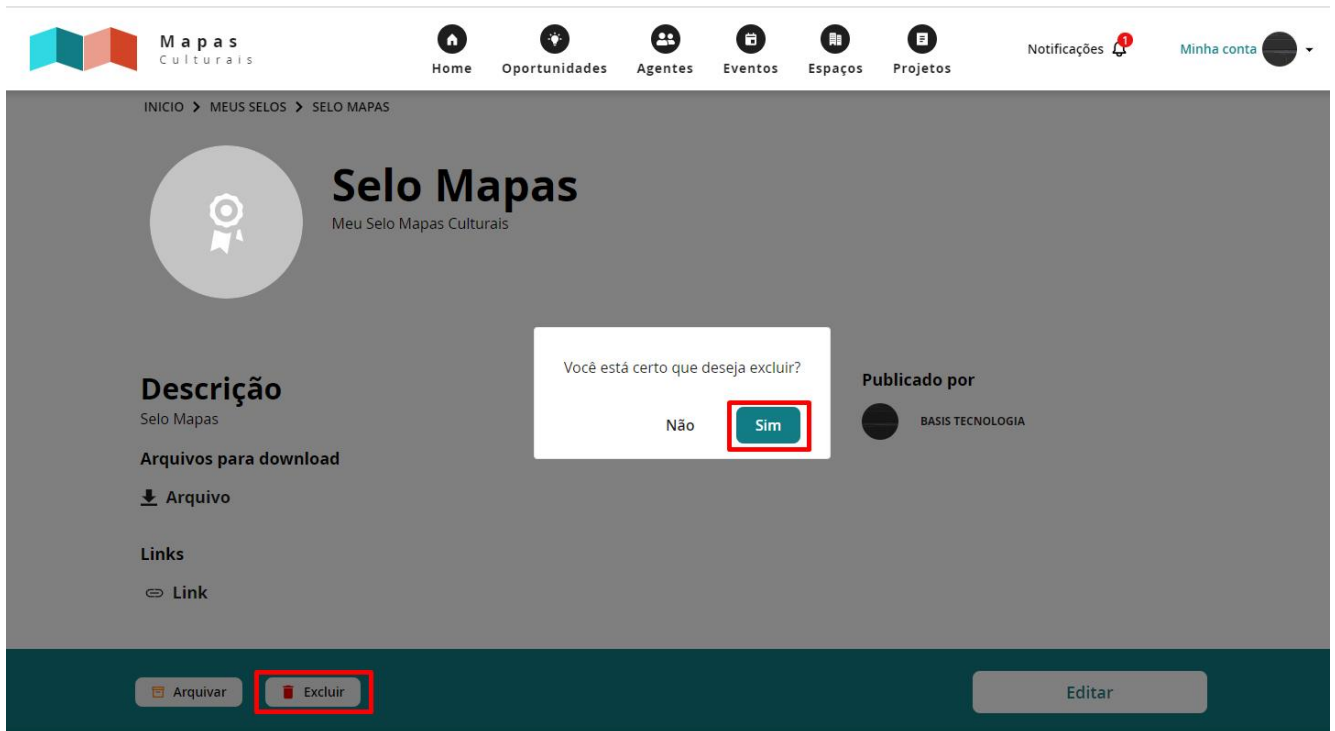 Mapas
Culturais
Home
Oportunidades
Agentes
Eventos
Espaços
Projetos
Notificações
1
Minha conta
INICIO > MEUS SELOS > SELO MAPAS
Selo Mapas
Meu Selo Mapas Culturais
Você está certo que deseja excluir?
Não
Sim
Descrição
Selo Mapas
Arquivos para download
Arquivo
Links
Link
Publicado por
BASIS TECNOLOGIA
Arquivar
Excluir
Editar